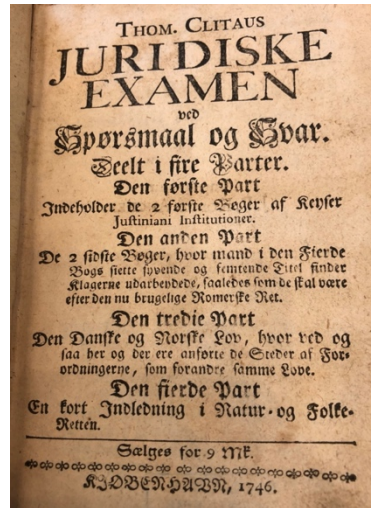 THOM. CLITAUS
JURIDISKE
EXAMEN
ved
Spørsmaal og Svar.
Deelt i fire Parter.
Den første Part
Indeholder de 2 første Bøger af Keyser
Justiniani Institutioner.
Den anden Part
De 2 sidste Bøger, hvor mand i den Fierde
Bogs siette syvende og femtende Titel finder
Klagerne udarbeydede, saaledes som de skal være
efter den nu brugelige Romerske Ret.
Den tredie Part
Den Danske og Norske Lov, hvor ved og
saa her og der ere anførte de Steder af For-
ordningerne, som forandre samme Love.
Den fierde Part
En kort Indledning i Natur- og Folke-
Retten.
Sælges for 9 Mk.
KIØBENHAVN, 1746.